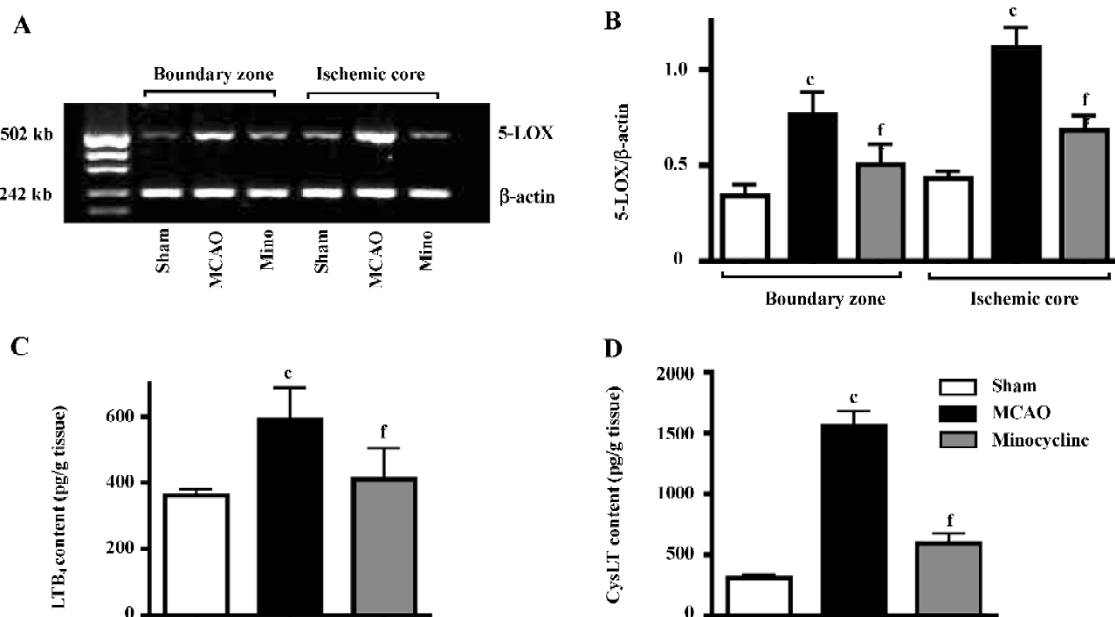 A
Boundary zone Ischemic core
502 kb 5-LOX
242 kb β-actin
Sham MCAO Mino Sham MCAO Mino
B
5-LOX/β-actin
1.0
0.5
0
c f c f
Boundary zone Ischemic core
C
LTB₄ content (pg/g tissue)
600
400
200
0
c
f
D
CysLT content (pg/g tissue)
2000
1500
1000
500
0
c
f
Sham
MCAO
Minocycline